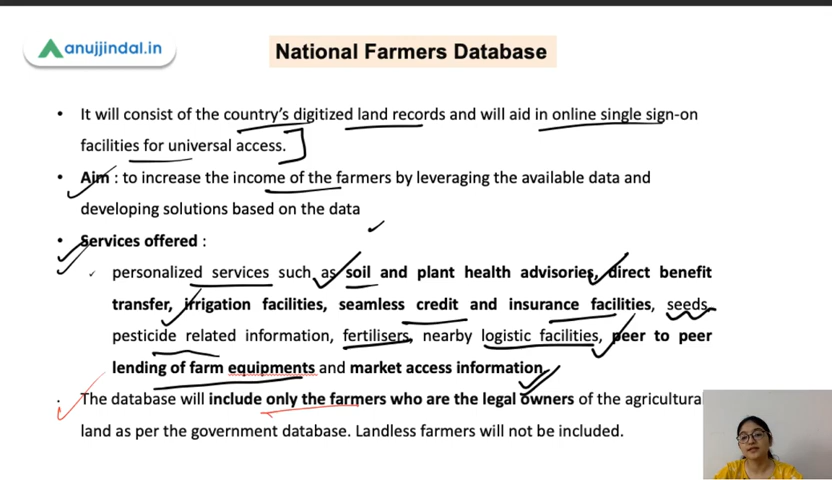 anujjindal.in
National Farmers Database
• It will consist of the country's digitized land records and will aid in online single sign-on
facilities for universal access.
• Aim : to increase the income of the farmers by leveraging the available data and
developing solutions based on the data
• Services offered :
personalized services such as soil and plant health advisories, direct benefit
transfer, irrigation facilities, seamless credit and insurance facilities, seeds,
pesticide related information, fertilisers, nearby logistic facilities, peer to peer
lending of farm equipments and market access information
• The database will include only the farmers who are the legal owners of the agricultural
land as per the government database. Landless farmers will not be included.